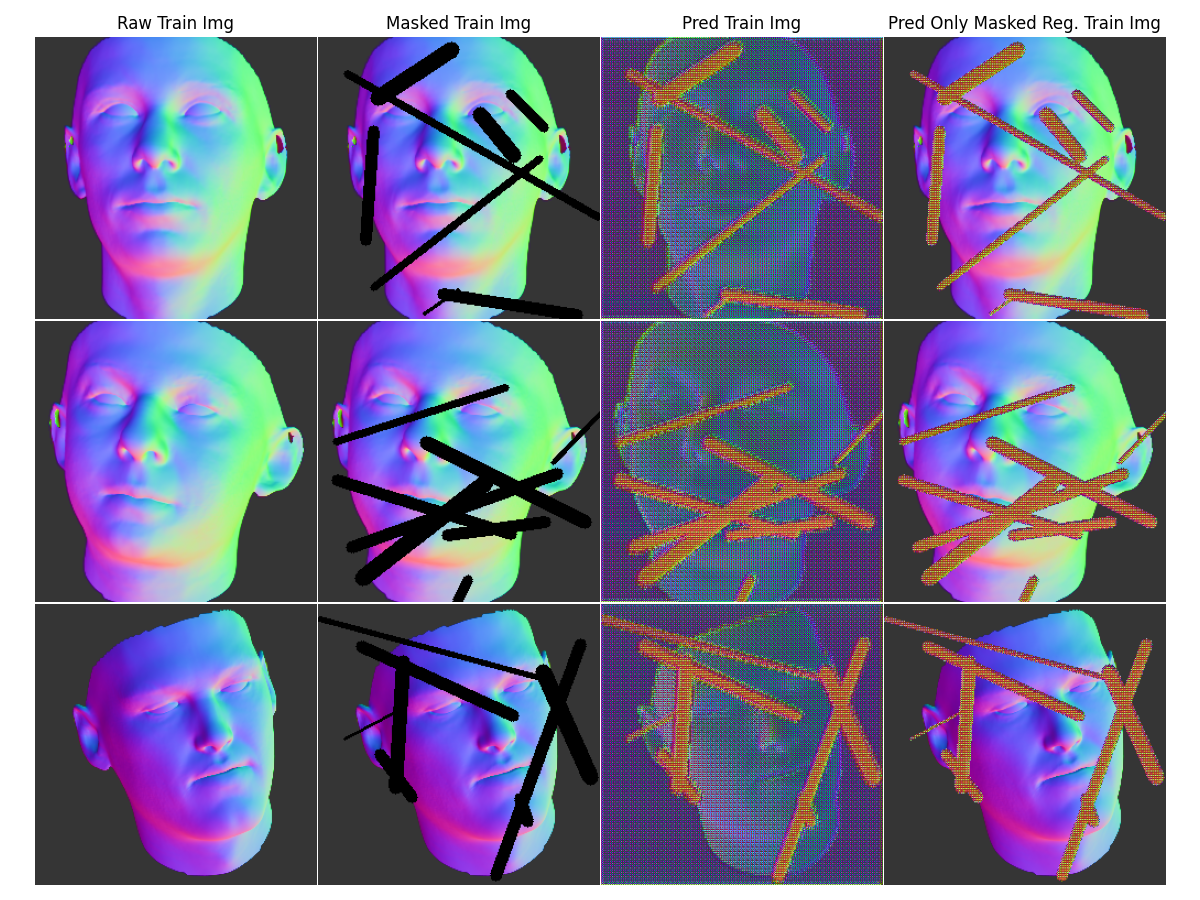 Raw Train Img
Masked Train Img
Pred Train Img
Pred Only Masked Reg. Train Img